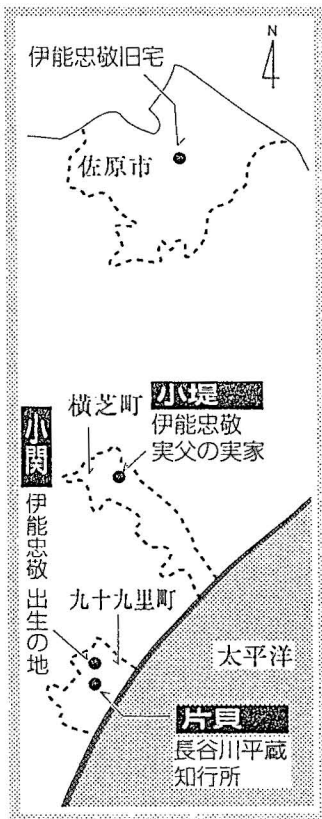 N
伊能忠敬旧宅
佐原市
小堤
横芝町
伊能忠敬
実父の実家
小関
伊能忠敬 出生の地
九十九里町
太平洋
片貝
長谷川平蔵
知行所